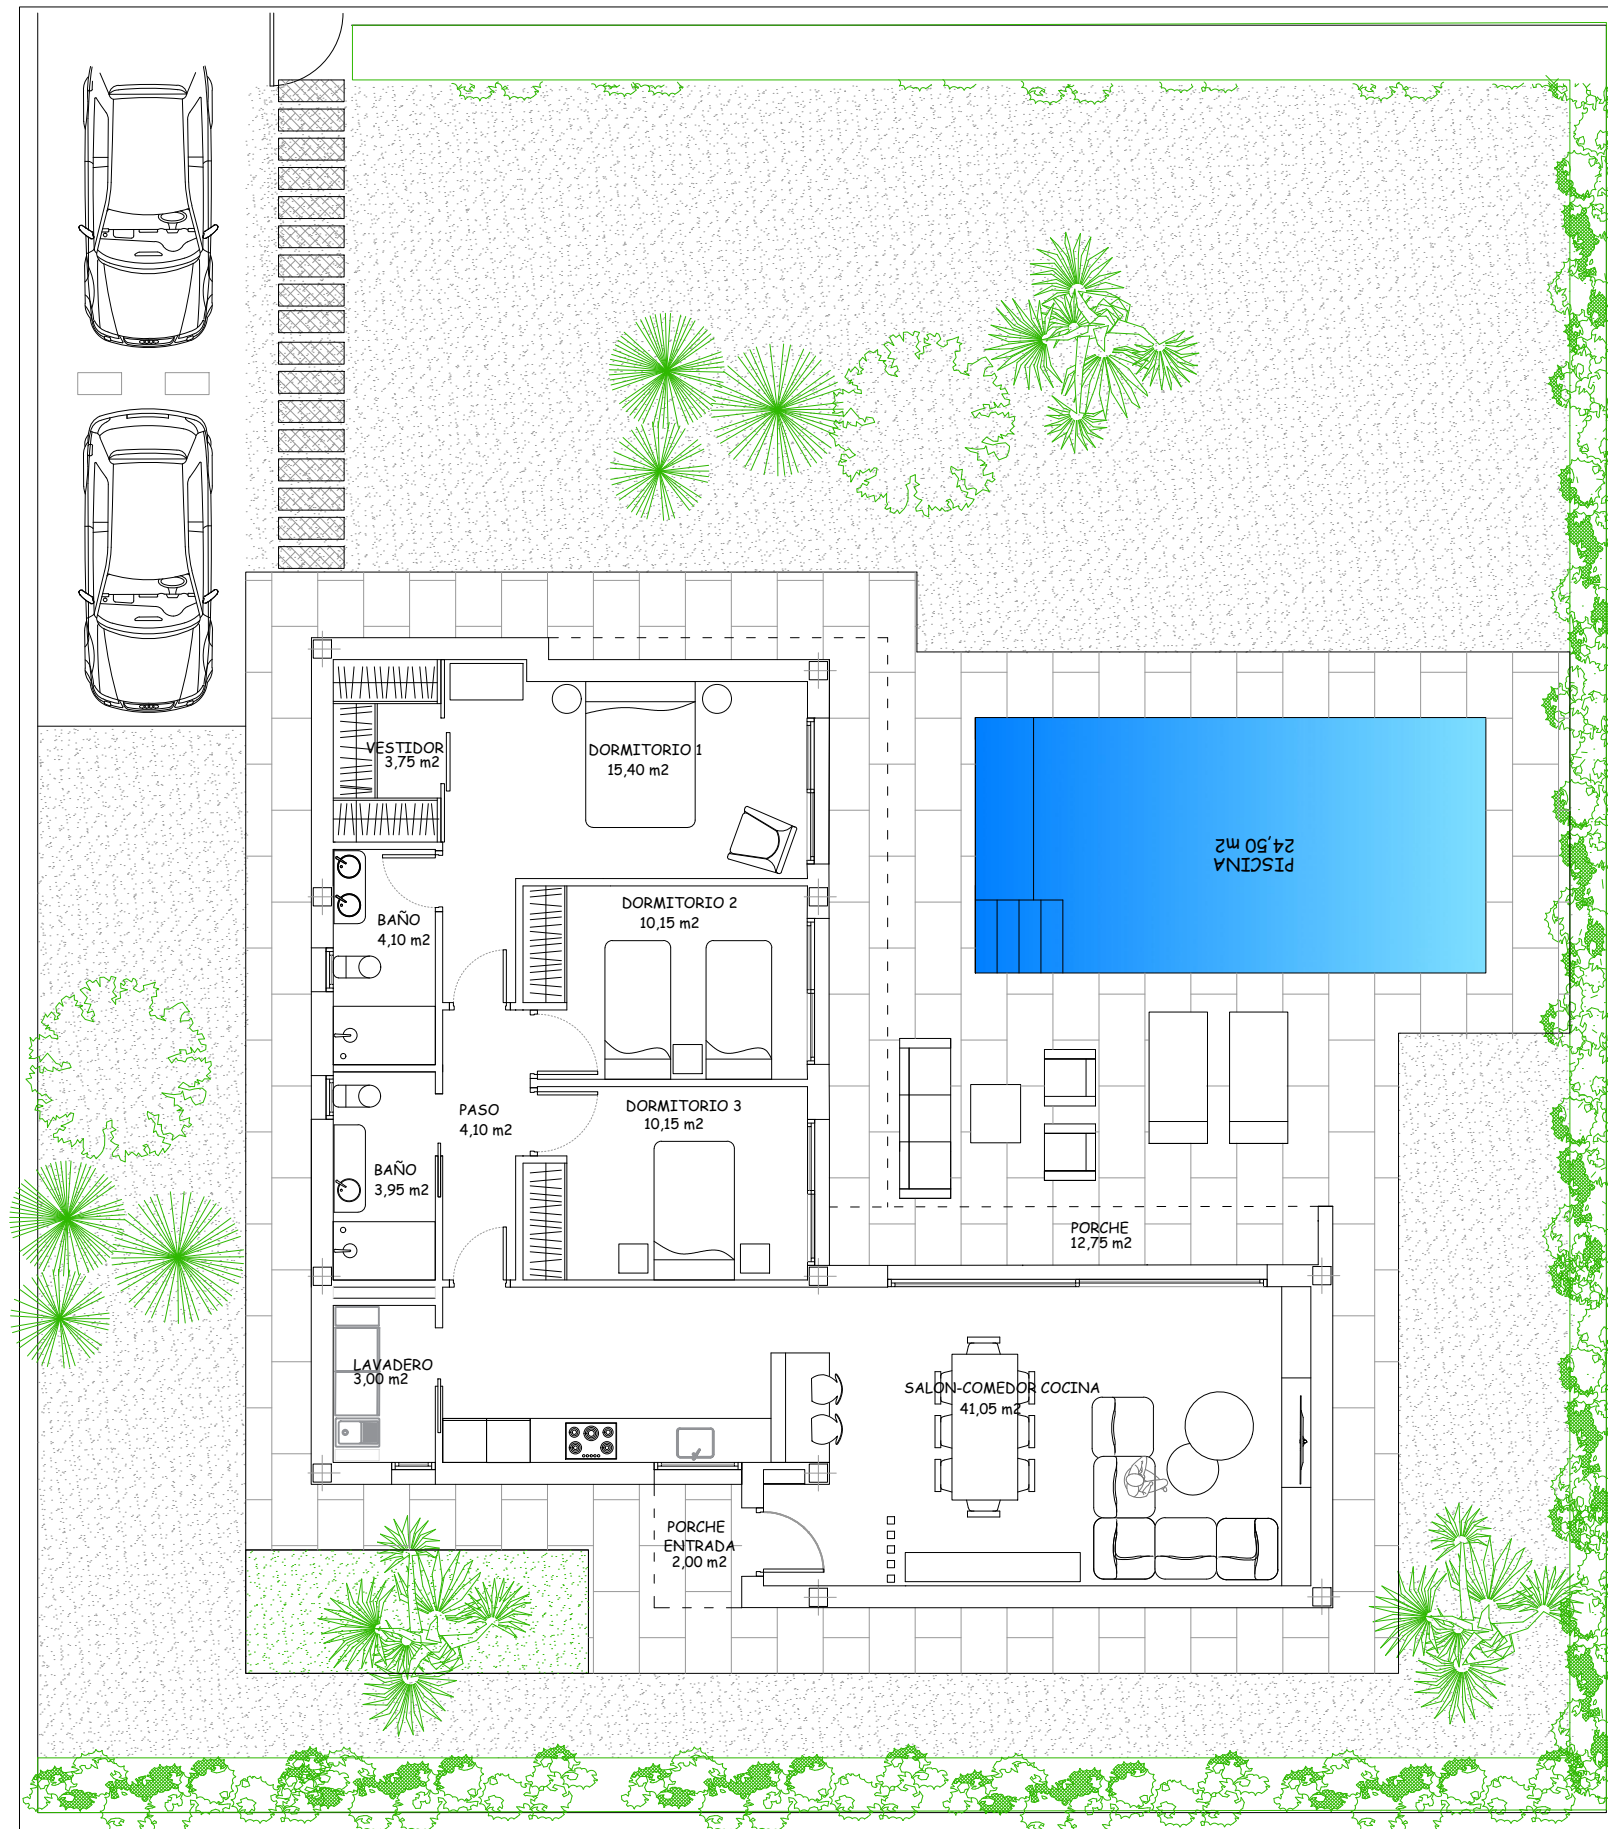 VESTIDOR
3,75 m2
DORMITORIO 1
15,40 m2
PISCINA
24,50 m2
DORMITORIO 2
10,15 m2
BAÑO
4,10 m2
PASO
4,10 m2
DORMITORIO 3
10,15 m2
BAÑO
3,95 m2
PORCHE
12,75 m2
LAVADERO
3,00 m2
SALON-COMEDOR COCINA
41,05 m2
PORCHE
ENTRADA
2,00 m2